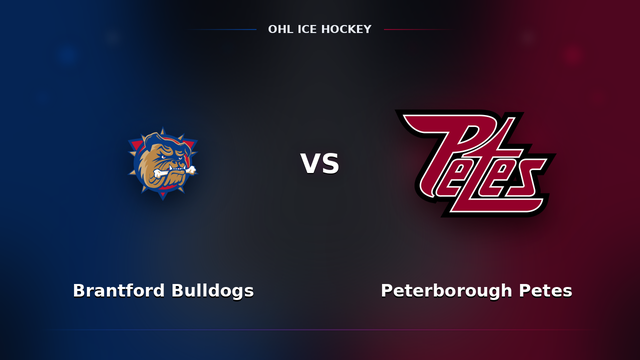 OHL ICE HOCKEY
VS
Petes
Brantford Bulldogs
Peterborough Petes